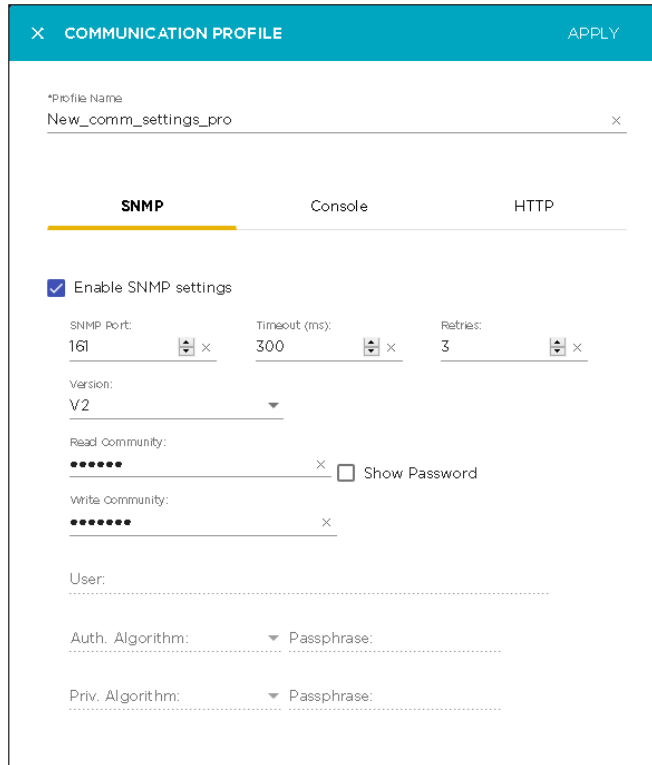 COMMUNICATION PROFILE APPLY
*Profile Name
New_comm_settings_pro
SNMP Console HTTP
Enable SNMP settings
SNMP Port: Timeout (ms): Retries:
161 300 3
Version:
V2
Read Community:
●●●●●● Show Password
Write Community:
●●●●●●●
User:
Auth. Algorithm: Passphrase:
Priv. Algorithm: Passphrase: